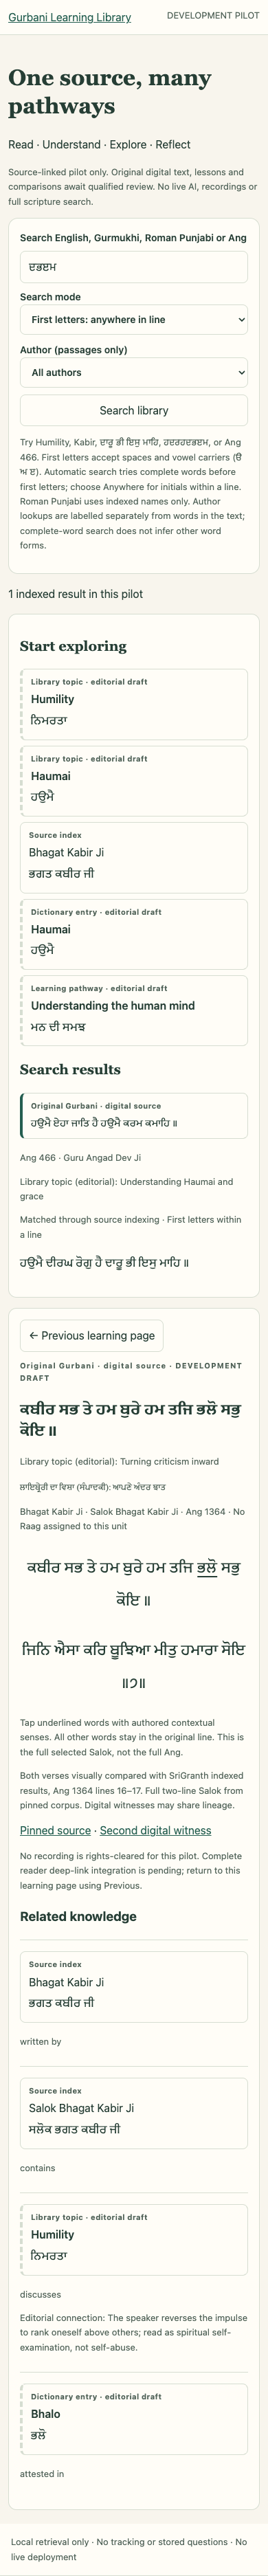 Gurbani Learning Library
DEVELOPMENT PILOT
One source, many
pathways
Read · Understand · Explore · Reflect
Source-linked pilot only. Original digital text, lessons and
comparisons await qualified review. No live AI, recordings or
full scripture search.
Search English, Gurmukhi, Roman Punjabi or Ang
ਦਭੲਮ
Search mode
First letters: anywhere in line
Author (passages only)
All authors
Search library
Try Humility, Kabir, ਦਾਰੂ ਭੀ ਇਸੁ ਮਾਹਿ, ਹਦਰਹਦਭੲਮ, or Ang
466. First letters accept spaces and vowel carriers (ੳ
ਅ ੲ). Automatic search tries complete words before
first letters; choose Anywhere for initials within a line.
Roman Punjabi uses indexed names only. Author
lookups are labelled separately from words in the text;
complete-word search does not infer other word
forms.
1 indexed result in this pilot
Start exploring
Library topic · editorial draft
Humility
ਨਿਮਰਤਾ
Library topic · editorial draft
Haumai
ਹਉਮੈ
Source index
Bhagat Kabir Ji
ਭਗਤ ਕਬੀਰ ਜੀ
Dictionary entry · editorial draft
Haumai
ਹਉਮੈ
Learning pathway · editorial draft
Understanding the human mind
ਮਨ ਦੀ ਸਮਝ
Search results
Original Gurbani · digital source
ਹਉਮੈ ਏਹਾ ਜਾਤਿ ਹੈ ਹਉਮੈ ਕਰਮ ਕਮਾਹਿ ॥
Ang 466 · Guru Angad Dev Ji
Library topic (editorial): Understanding Haumai and
grace
Matched through source indexing · First letters within
a line
ਹਉਮੈ ਦੀਰਘ ਰੋਗੁ ਹੈ ਦਾਰੂ ਭੀ ਇਸੁ ਮਾਹਿ ॥
← Previous learning page
Original Gurbani · digital source · DEVELOPMENT
DRAFT
ਕਬੀਰ ਸਭ ਤੇ ਹਮ ਬੁਰੇ ਹਮ ਤਜਿ ਭਲੋ ਸਭੁ
ਕੋਇ ॥
Library topic (editorial): Turning criticism inward
ਲਾਇਬ੍ਰੇਰੀ ਦਾ ਵਿਸ਼ਾ (ਸੰਪਾਦਕੀ): ਆਪਣੇ ਅੰਦਰ ਝਾਤ
Bhagat Kabir Ji · Salok Bhagat Kabir Ji · Ang 1364 · No
Raag assigned to this unit
ਕਬੀਰ ਸਭ ਤੇ ਹਮ ਬੁਰੇ ਹਮ ਤਜਿ ਭਲੋ ਸਭੁ
ਕੋਇ ॥
ਜਿਨਿ ਐਸਾ ਕਰਿ ਬੂਝਿਆ ਮੀਤੁ ਹਮਾਰਾ ਸੋਇ
॥੭॥
Tap underlined words with authored contextual
senses. All other words stay in the original line. This is
the full selected Salok, not the full Ang.
Both verses visually compared with SriGranth indexed
results, Ang 1364 lines 16–17. Full two-line Salok from
pinned corpus. Digital witnesses may share lineage.
Pinned source · Second digital witness
No recording is rights-cleared for this pilot. Complete
reader deep-link integration is pending; return to this
learning page using Previous.
Related knowledge
Source index
Bhagat Kabir Ji
ਭਗਤ ਕਬੀਰ ਜੀ
written by
Source index
Salok Bhagat Kabir Ji
ਸਲੋਕ ਭਗਤ ਕਬੀਰ ਜੀ
contains
Library topic · editorial draft
Humility
ਨਿਮਰਤਾ
discusses
Editorial connection: The speaker reverses the impulse
to rank oneself above others; read as spiritual self-
examination, not self-abuse.
Dictionary entry · editorial draft
Bhalo
ਭਲੋ
attested in
Local retrieval only · No tracking or stored questions · No
live deployment